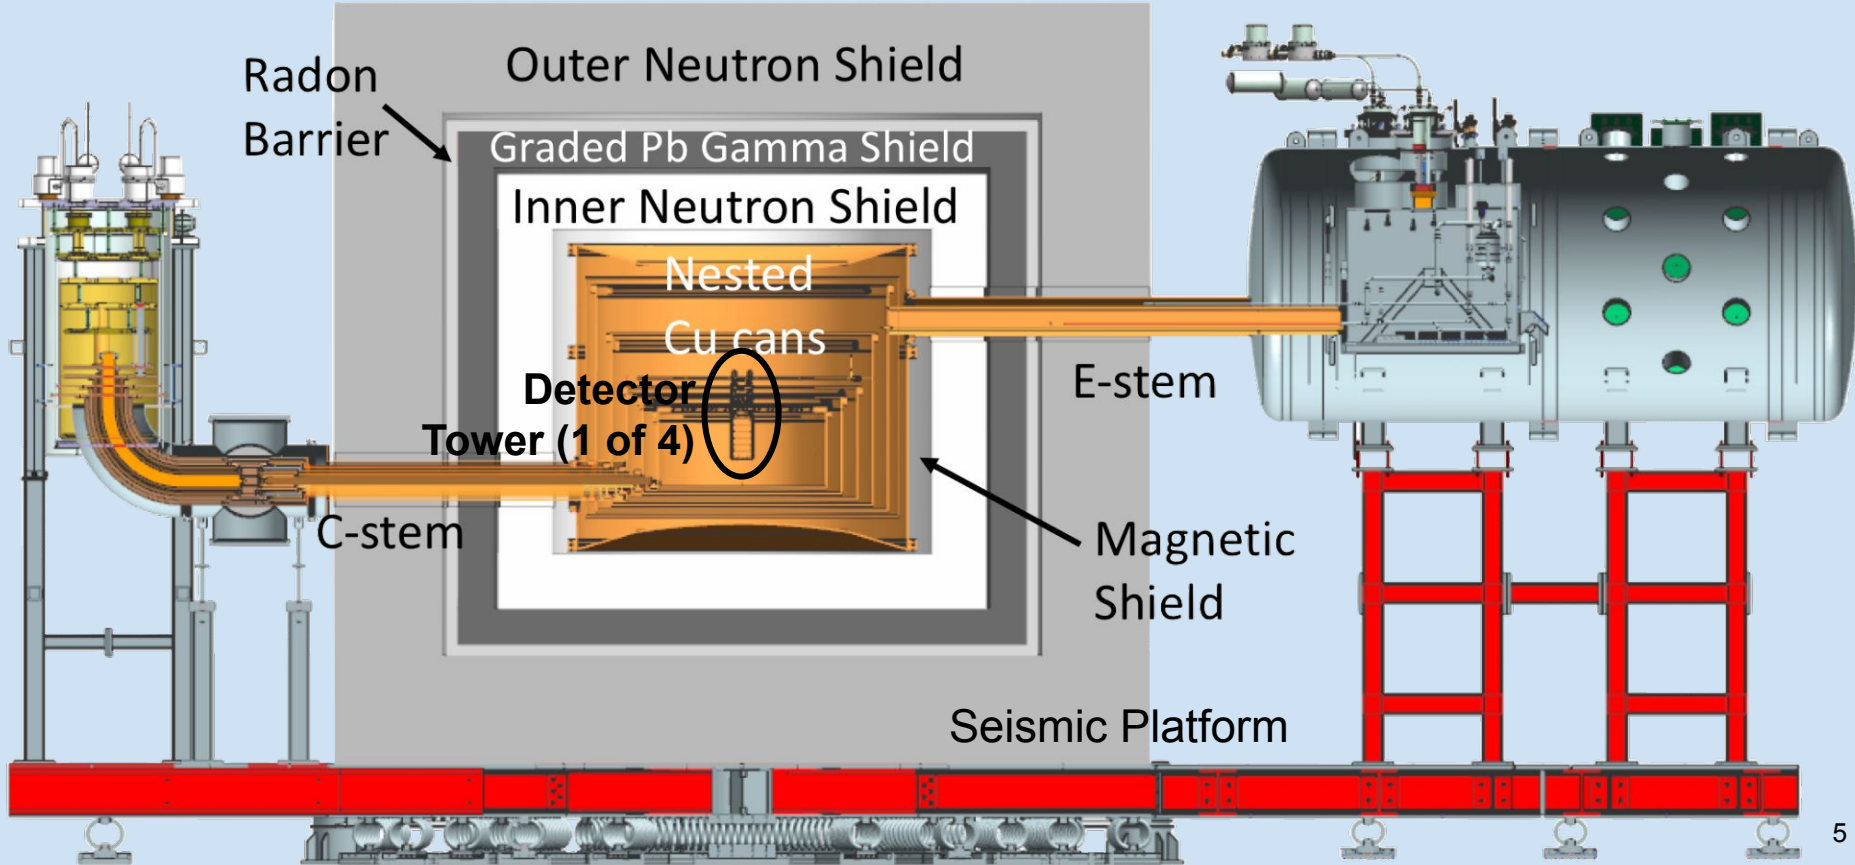 Outer Neutron Shield
Radon
Barrier
Graded Pb Gamma Shield
Inner Neutron Shield
Nested
Cu cans
Detector
Tower (1 of 4)
E-stem
C-stem
Magnetic
Shield
Seismic Platform
5